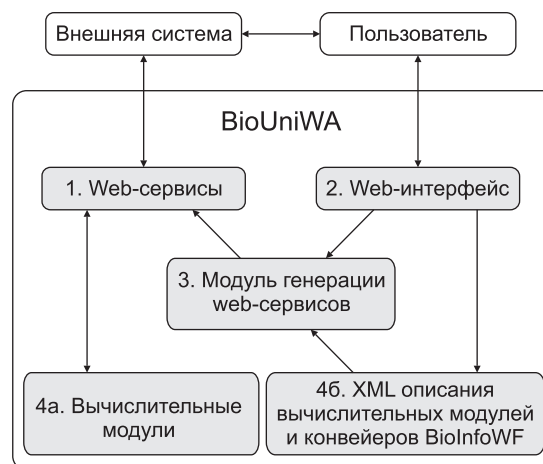 Внешняя система
Пользователь
BioUniWA
1. Web-сервисы
2. Web-интерфейс
3. Модуль генерации
web-сервисов
4а. Вычислительные
модули
4б. XML описания
вычислительных модулей
и конвейеров BioInfoWF